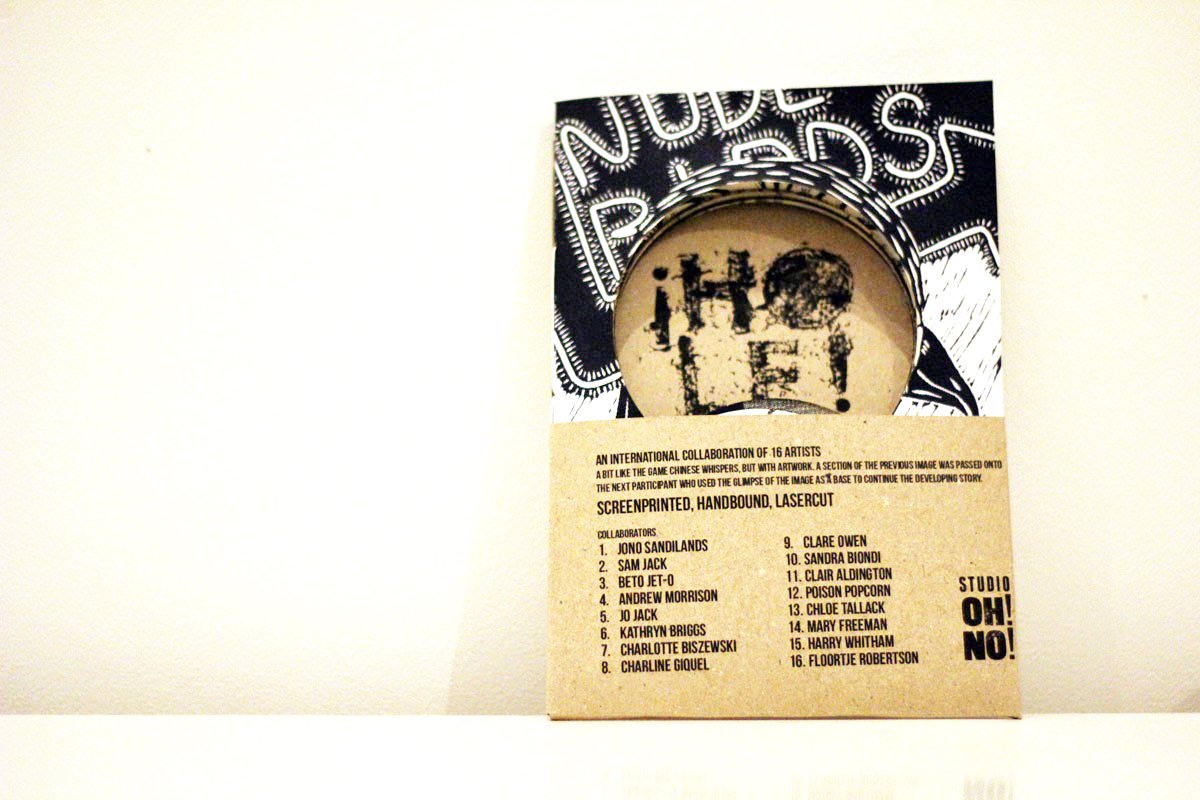 NUDE
BIRDS
¡HO
LE!
AN INTERNATIONAL COLLABORATION OF 16 ARTISTS
A BIT LIKE THE GAME CHINESE WHISPERS, BUT WITH ARTWORK. A SECTION OF THE PREVIOUS IMAGE WAS PASSED ONTO
THE NEXT PARTICIPANT WHO USED THE GLIMPSE OF THE IMAGE AS A BASE TO CONTINUE THE DEVELOPING STORY.
SCREENPRINTED, HANDBOUND, LASERCUT
COLLABORATORS
1. JONO SANDILANDS
2. SAM JACK
3. BETO JET-O
4. ANDREW MORRISON
5. JO JACK
6. KATHRYN BRIGGS
7. CHARLOTTE BISZEWSKI
8. CHARLINE GIQUEL
9. CLARE OWEN
10. SANDRA BIONDI
11. CLAIR ALDINGTON
12. POISON POPCORN
13. CHLOE TALLACK
14. MARY FREEMAN
15. HARRY WHITHAM
16. FLOORTJE ROBERTSON
STUDIO
OH!
NO!